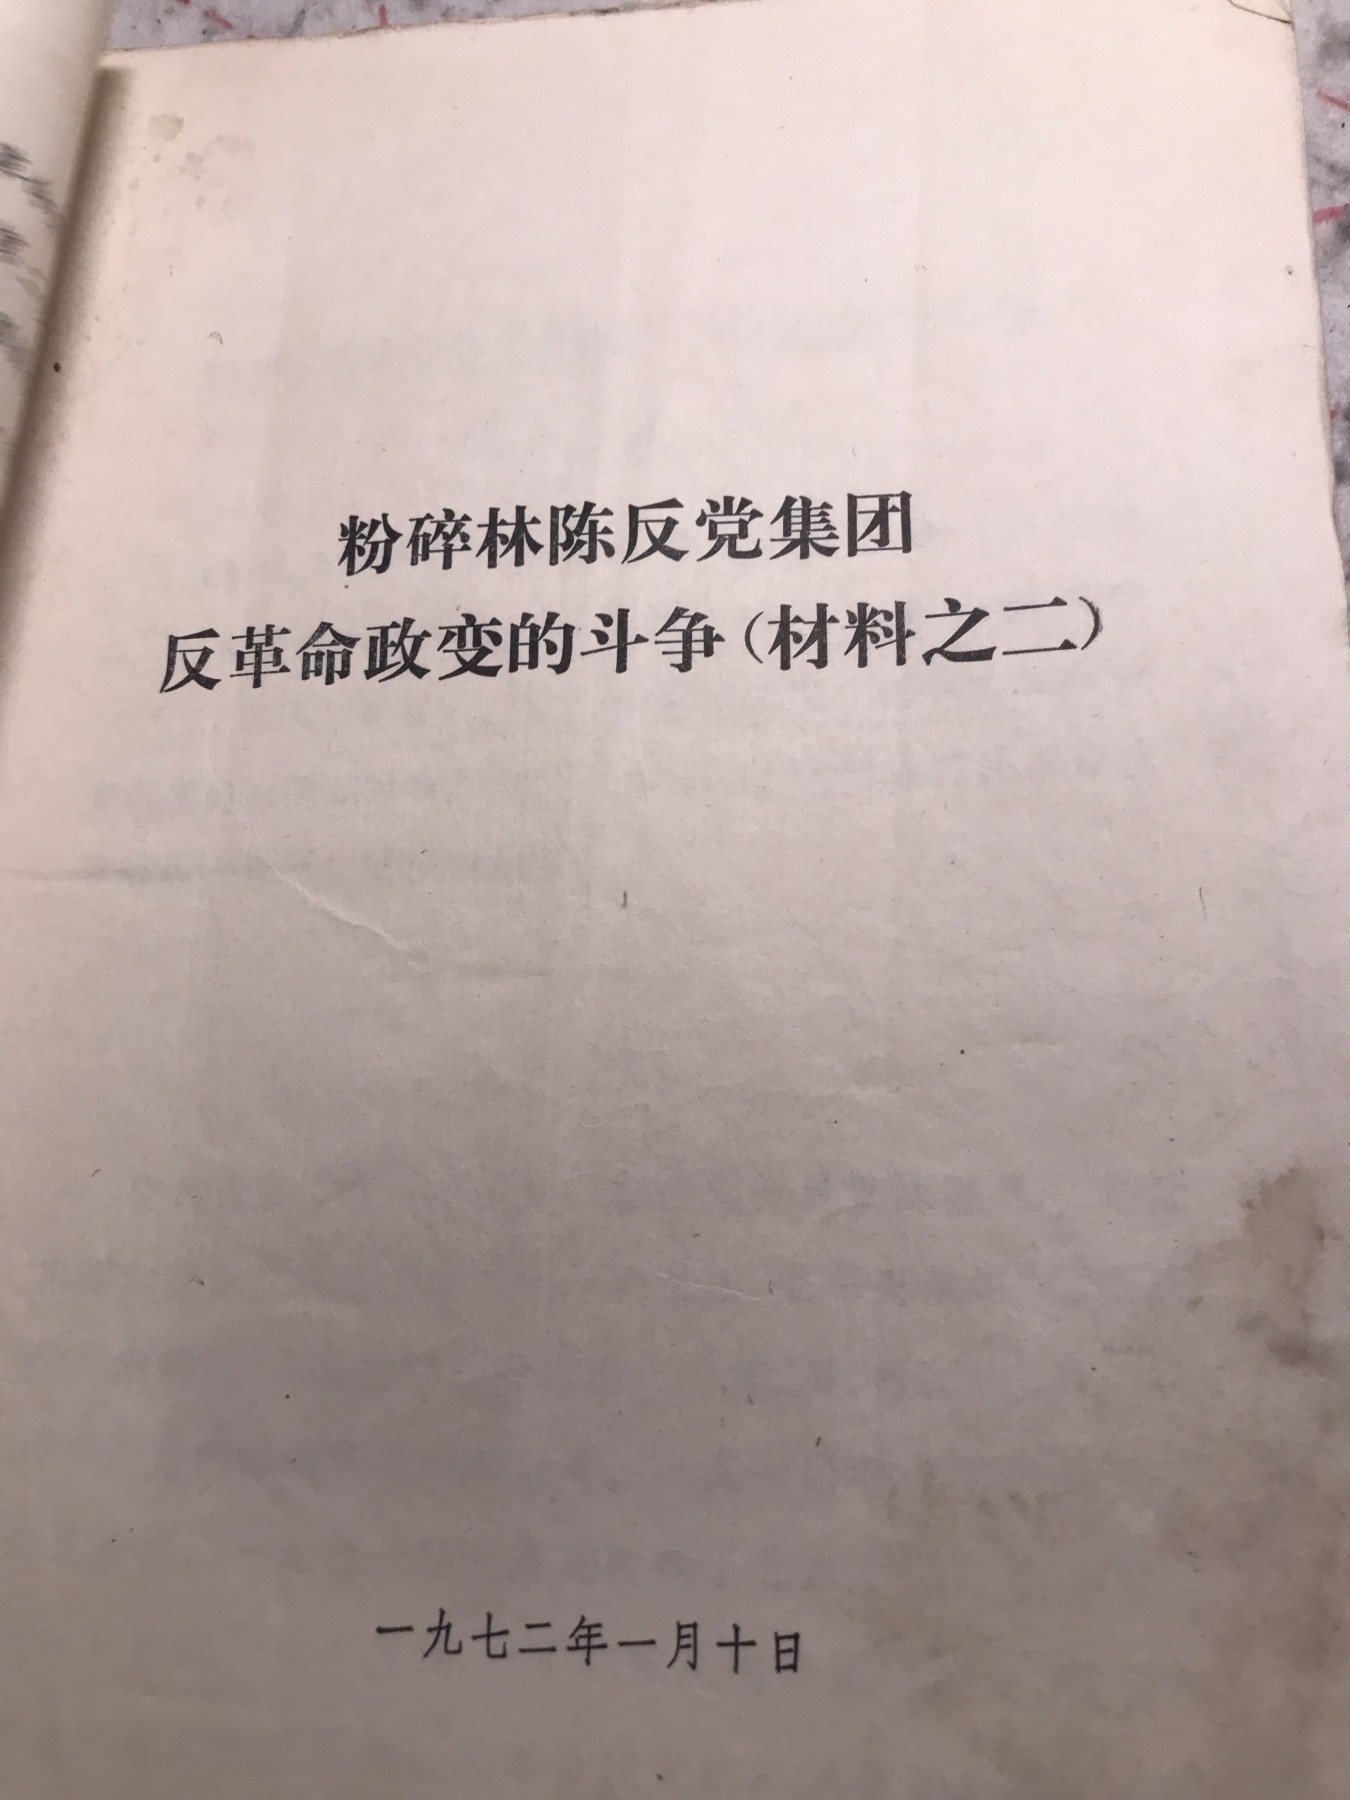 粉碎林陈反党集团
反革命政变的斗争(材料之二)
一九七二年一月十日